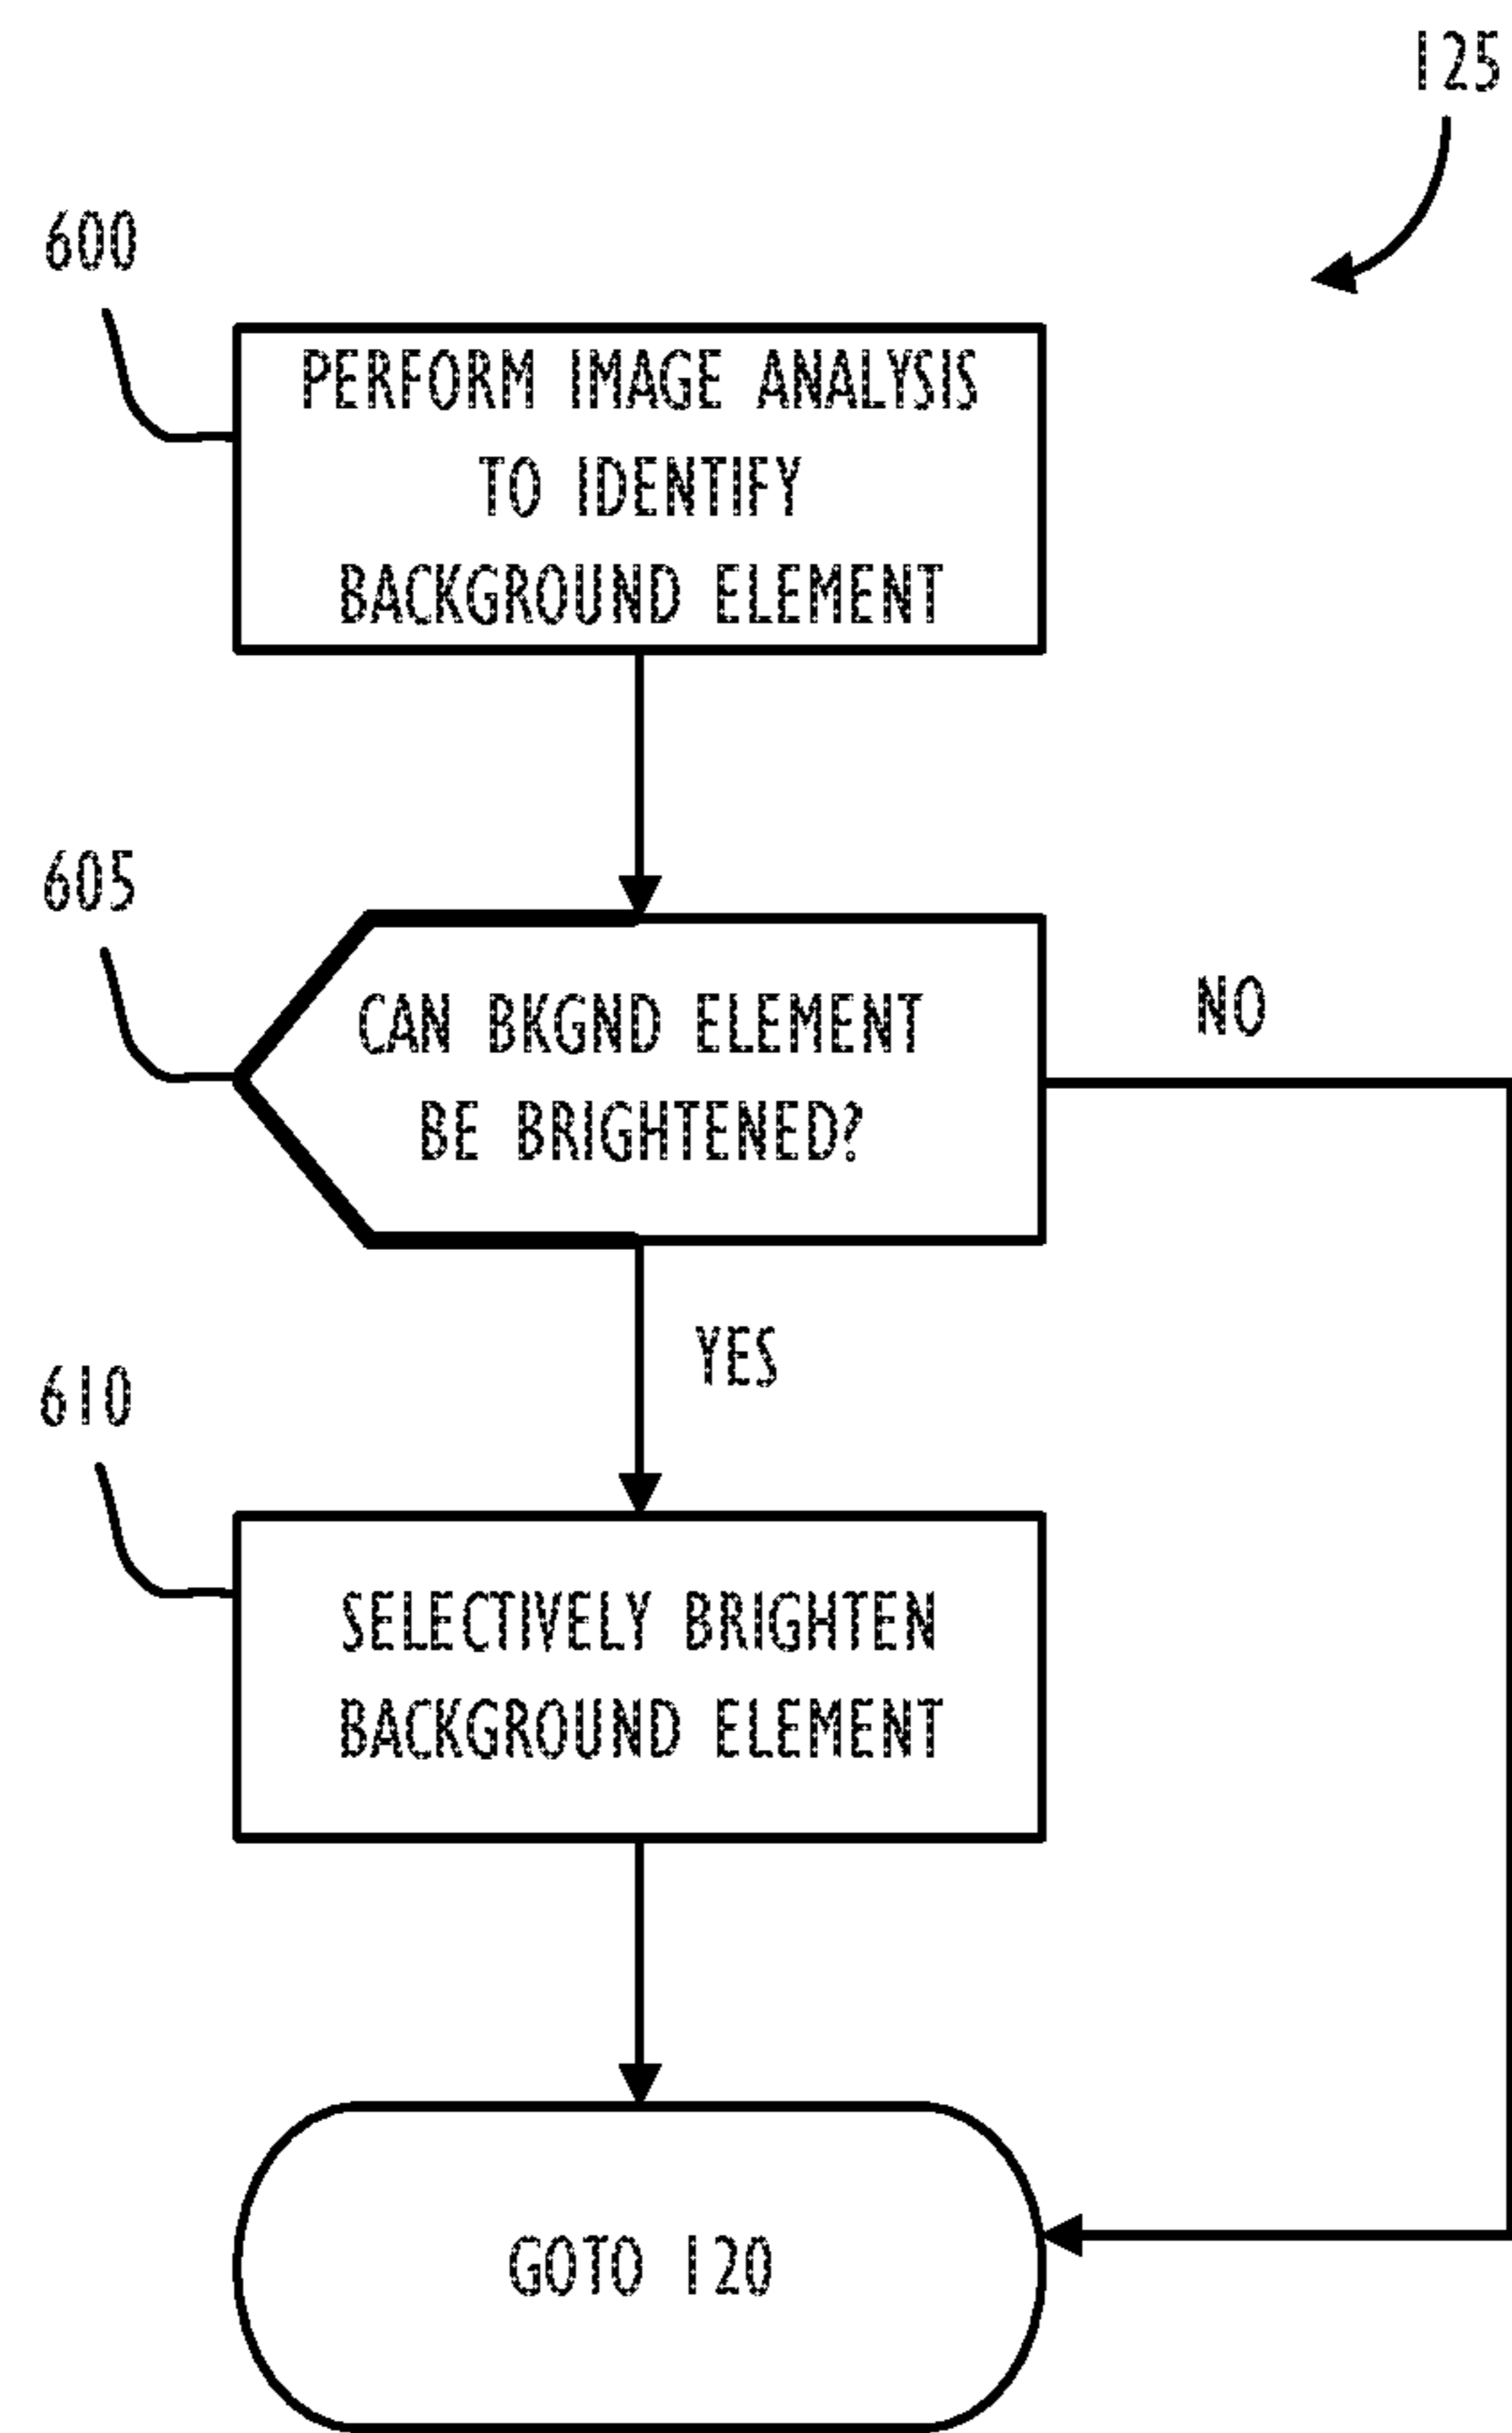 125
600
PERFORM IMAGE ANALYSIS
TO IDENTIFY
BACKGROUND ELEMENT
605
CAN BKGND ELEMENT
BE BRIGHTENED?
NO
YES
610
SELECTIVELY BRIGHTEN
BACKGROUND ELEMENT
GOTO 120